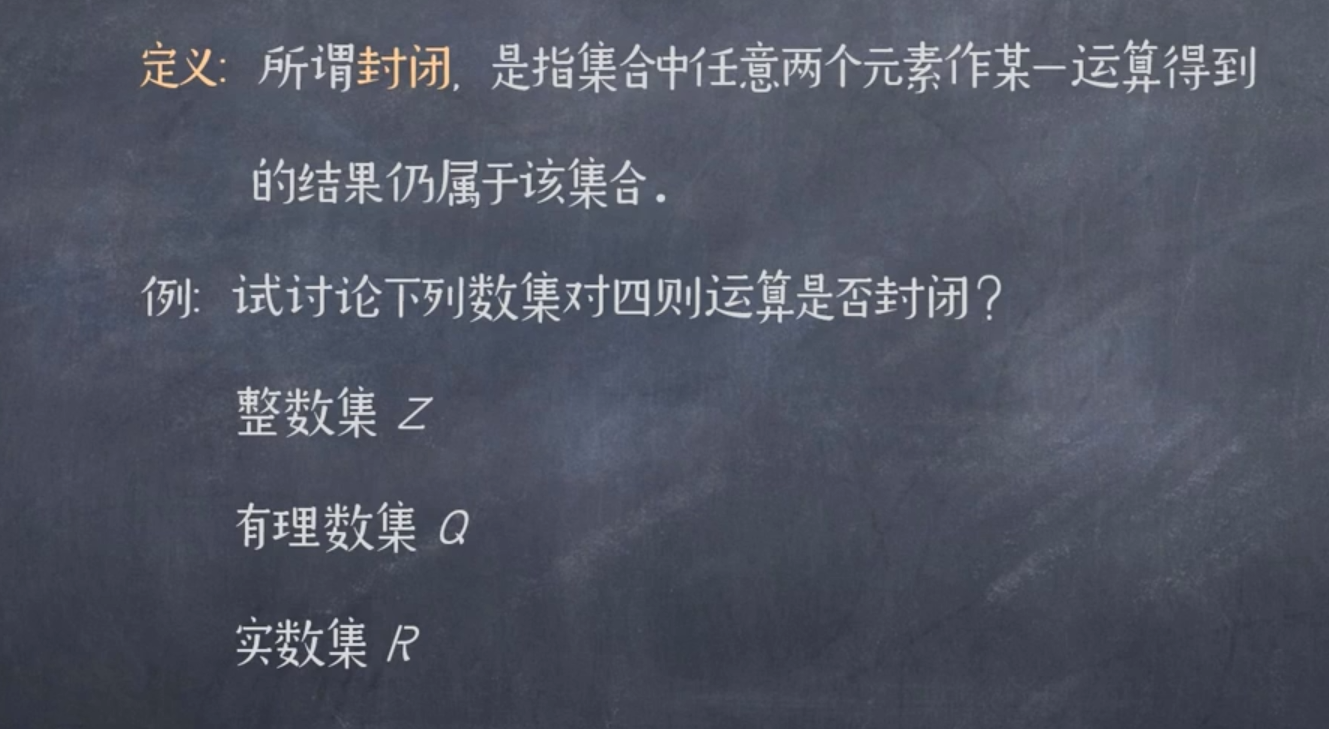 定义: 所谓封闭, 是指集合中任意两个元素作某一运算得到
的结果仍属于该集合.
例: 试讨论下列数集对四则运算是否封闭?
整数集 Z
有理数集 Q
实数集 R